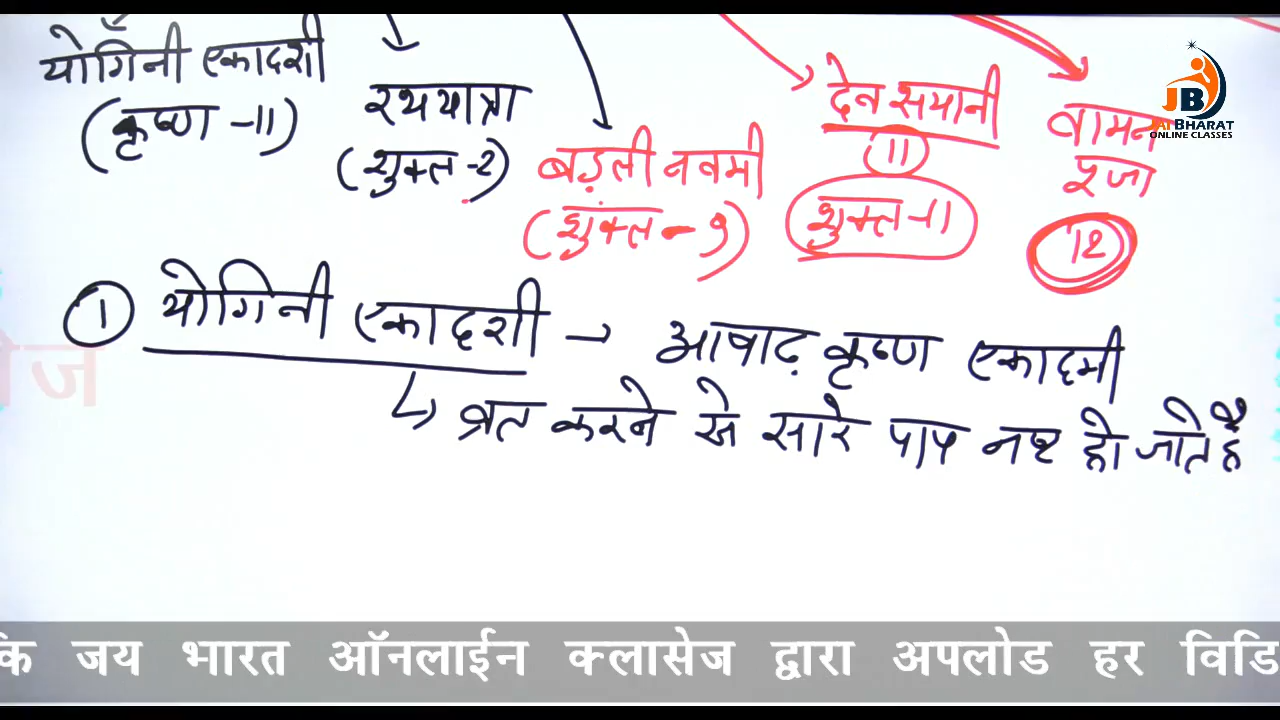 योगिनी एकादशी
(कृष्ण -11)
रथयात्रा
(शुक्ल -2)
बड़ली नवमी
(शुक्ल - 9)
देव सयानी
11
शुक्ल-11
वामन
पूजा
12
JB
BHARAT
ONLINE CLASSES
① योगिनी एकादशी → आषाढ़ कृष्ण एकादमी
↳ व्रत करने से सारे पाप नष्ट हो जाते है
कि जय भारत ऑनलाईन क्लासेज द्वारा अपलोड हर विडि